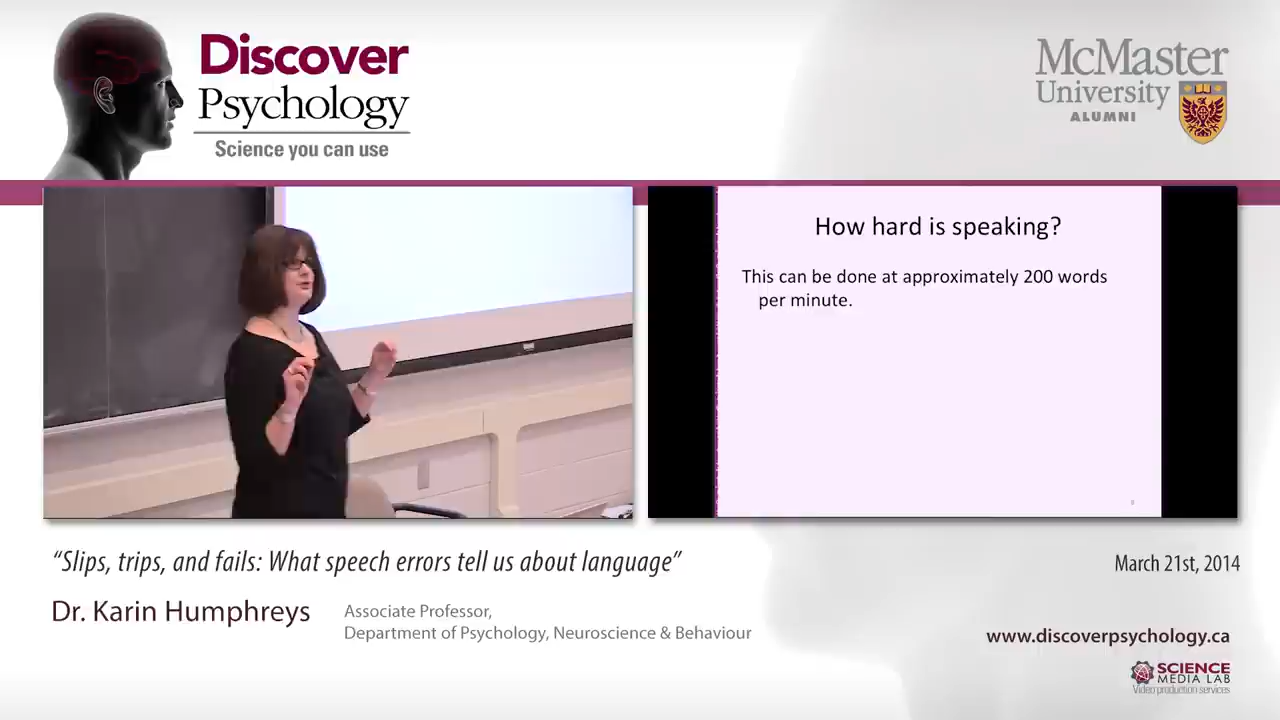 Discover
Psychology
Science you can use
McMaster
University
ALUMNI
How hard is speaking?
This can be done at approximately 200 words
per minute.
“Slips, trips, and fails: What speech errors tell us about language”
March 21st, 2014
Dr. Karin Humphreys
Associate Professor,
Department of Psychology, Neuroscience & Behaviour
www.discoverpsychology.ca
SCIENCE
MEDIA LAB
Video production services